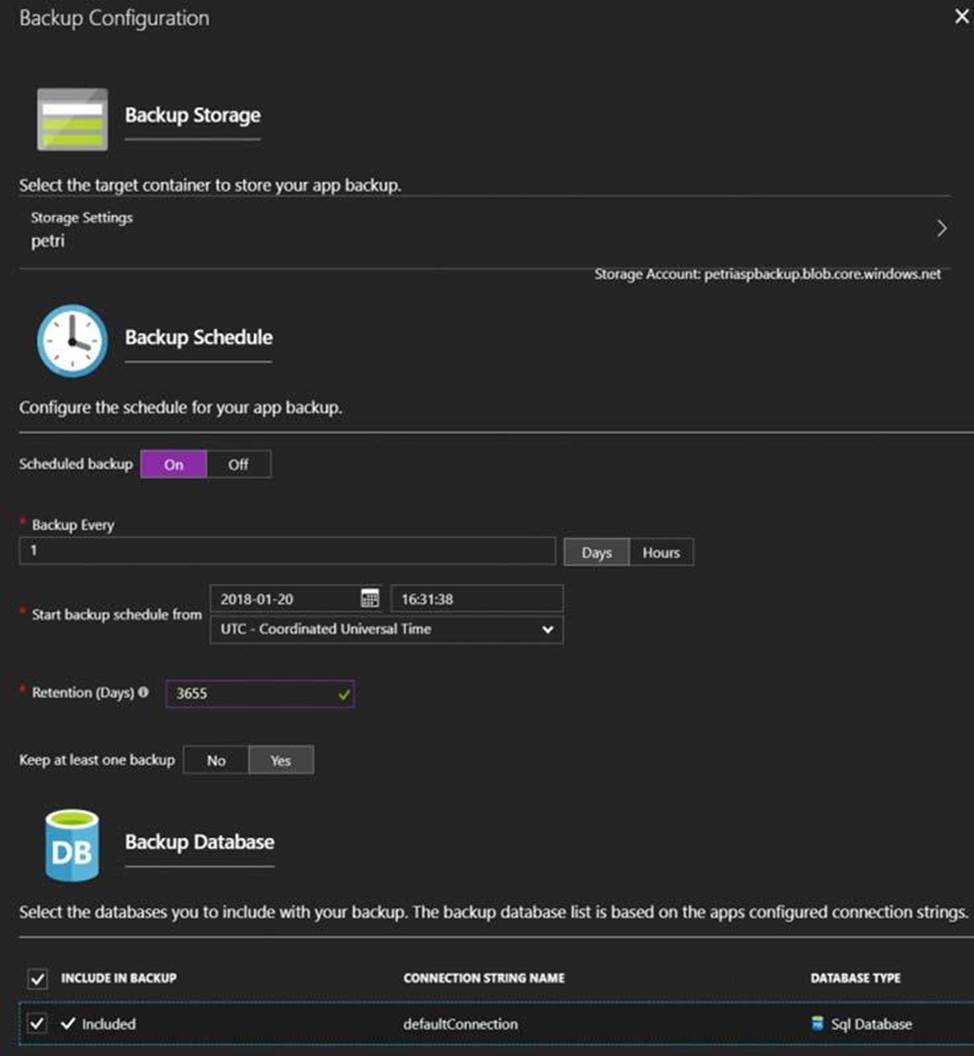 Backup Configuration
Backup Storage
Select the target container to store your app backup.
Storage Settings
petri
Storage Account: petriaspbackup.blob.core.windows.net
Backup Schedule
Configure the schedule for your app backup.
Scheduled backup On Off
* Backup Every
1 Days Hours
2018-01-20 16:31:38
* Start backup schedule from
UTC - Coordinated Universal Time
* Retention (Days) 3655
Keep at least one backup No Yes
DB
Backup Database
Select the databases you to include with your backup. The backup database list is based on the apps configured connection strings.
INCLUDE IN BACKUP CONNECTION STRING NAME DATABASE TYPE
Included defaultConnection Sql Database